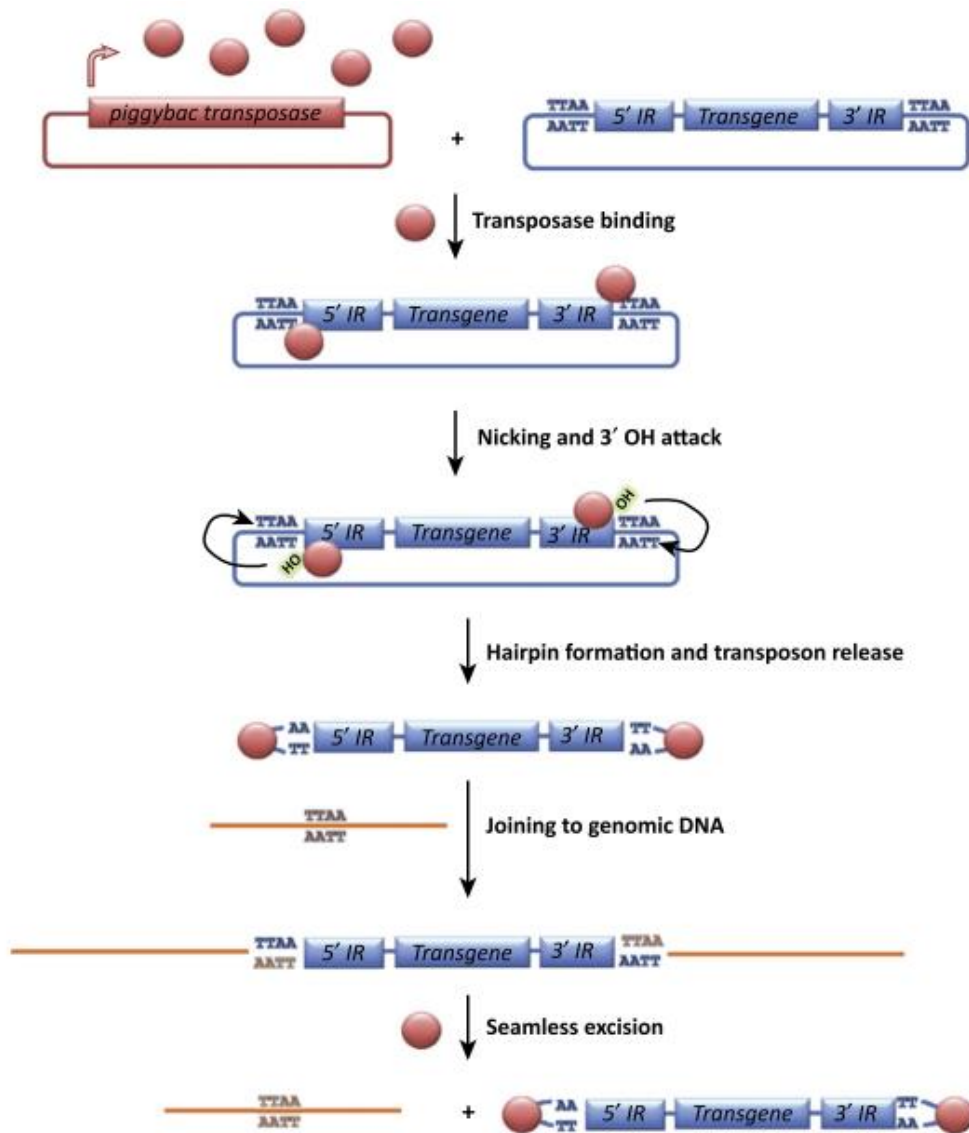 piggybac transposase
+
TTAA 5′ IR Transgene 3′ IR TTAA
AATT AATT
Transposase binding
TTAA 5′ IR Transgene 3′ IR TTAA
AATT AATT
Nicking and 3′ OH attack
OH
TTAA 5′ IR Transgene 3′ IR TTAA
AATT AATT
HO
Hairpin formation and transposon release
AA 5′ IR Transgene 3′ IR TT
TT AA
TTAA
AATT
Joining to genomic DNA
TTAA 5′ IR Transgene 3′ IR TTAA
AATT AATT
Seamless excision
TTAA
AATT
+
AA 5′ IR Transgene 3′ IR TT
TT AA